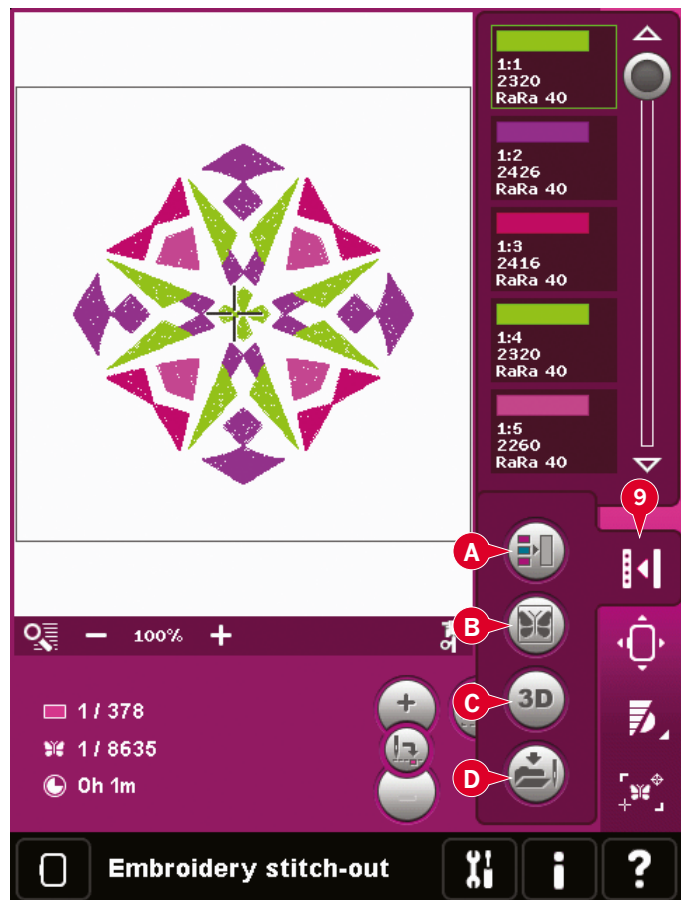 1:1
2320
RaRa 40
1:2
2426
RaRa 40
1:3
2416
RaRa 40
1:4
2320
RaRa 40
1:5
2260
RaRa 40
9
A
B
C
3D
D
100%
1 / 378
1 / 8635
0h 1m
Embroidery stitch-out
i
?